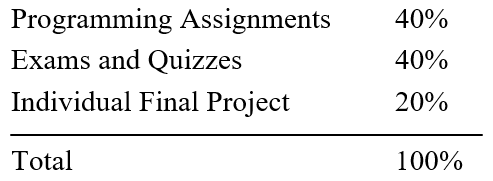 Programming Assignments 40%
Exams and Quizzes 40%
Individual Final Project 20%
Total 100%